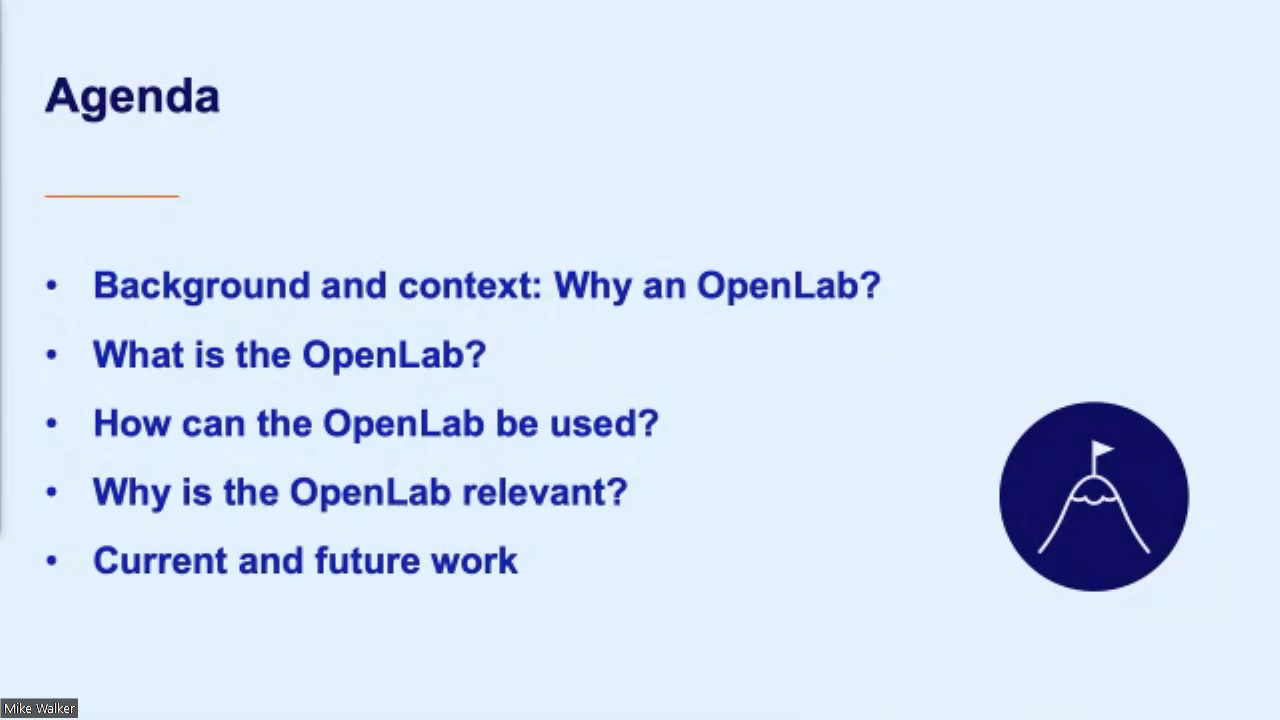 Agenda
• Background and context: Why an OpenLab?
• What is the OpenLab?
• How can the OpenLab be used?
• Why is the OpenLab relevant?
• Current and future work
Mike Walker